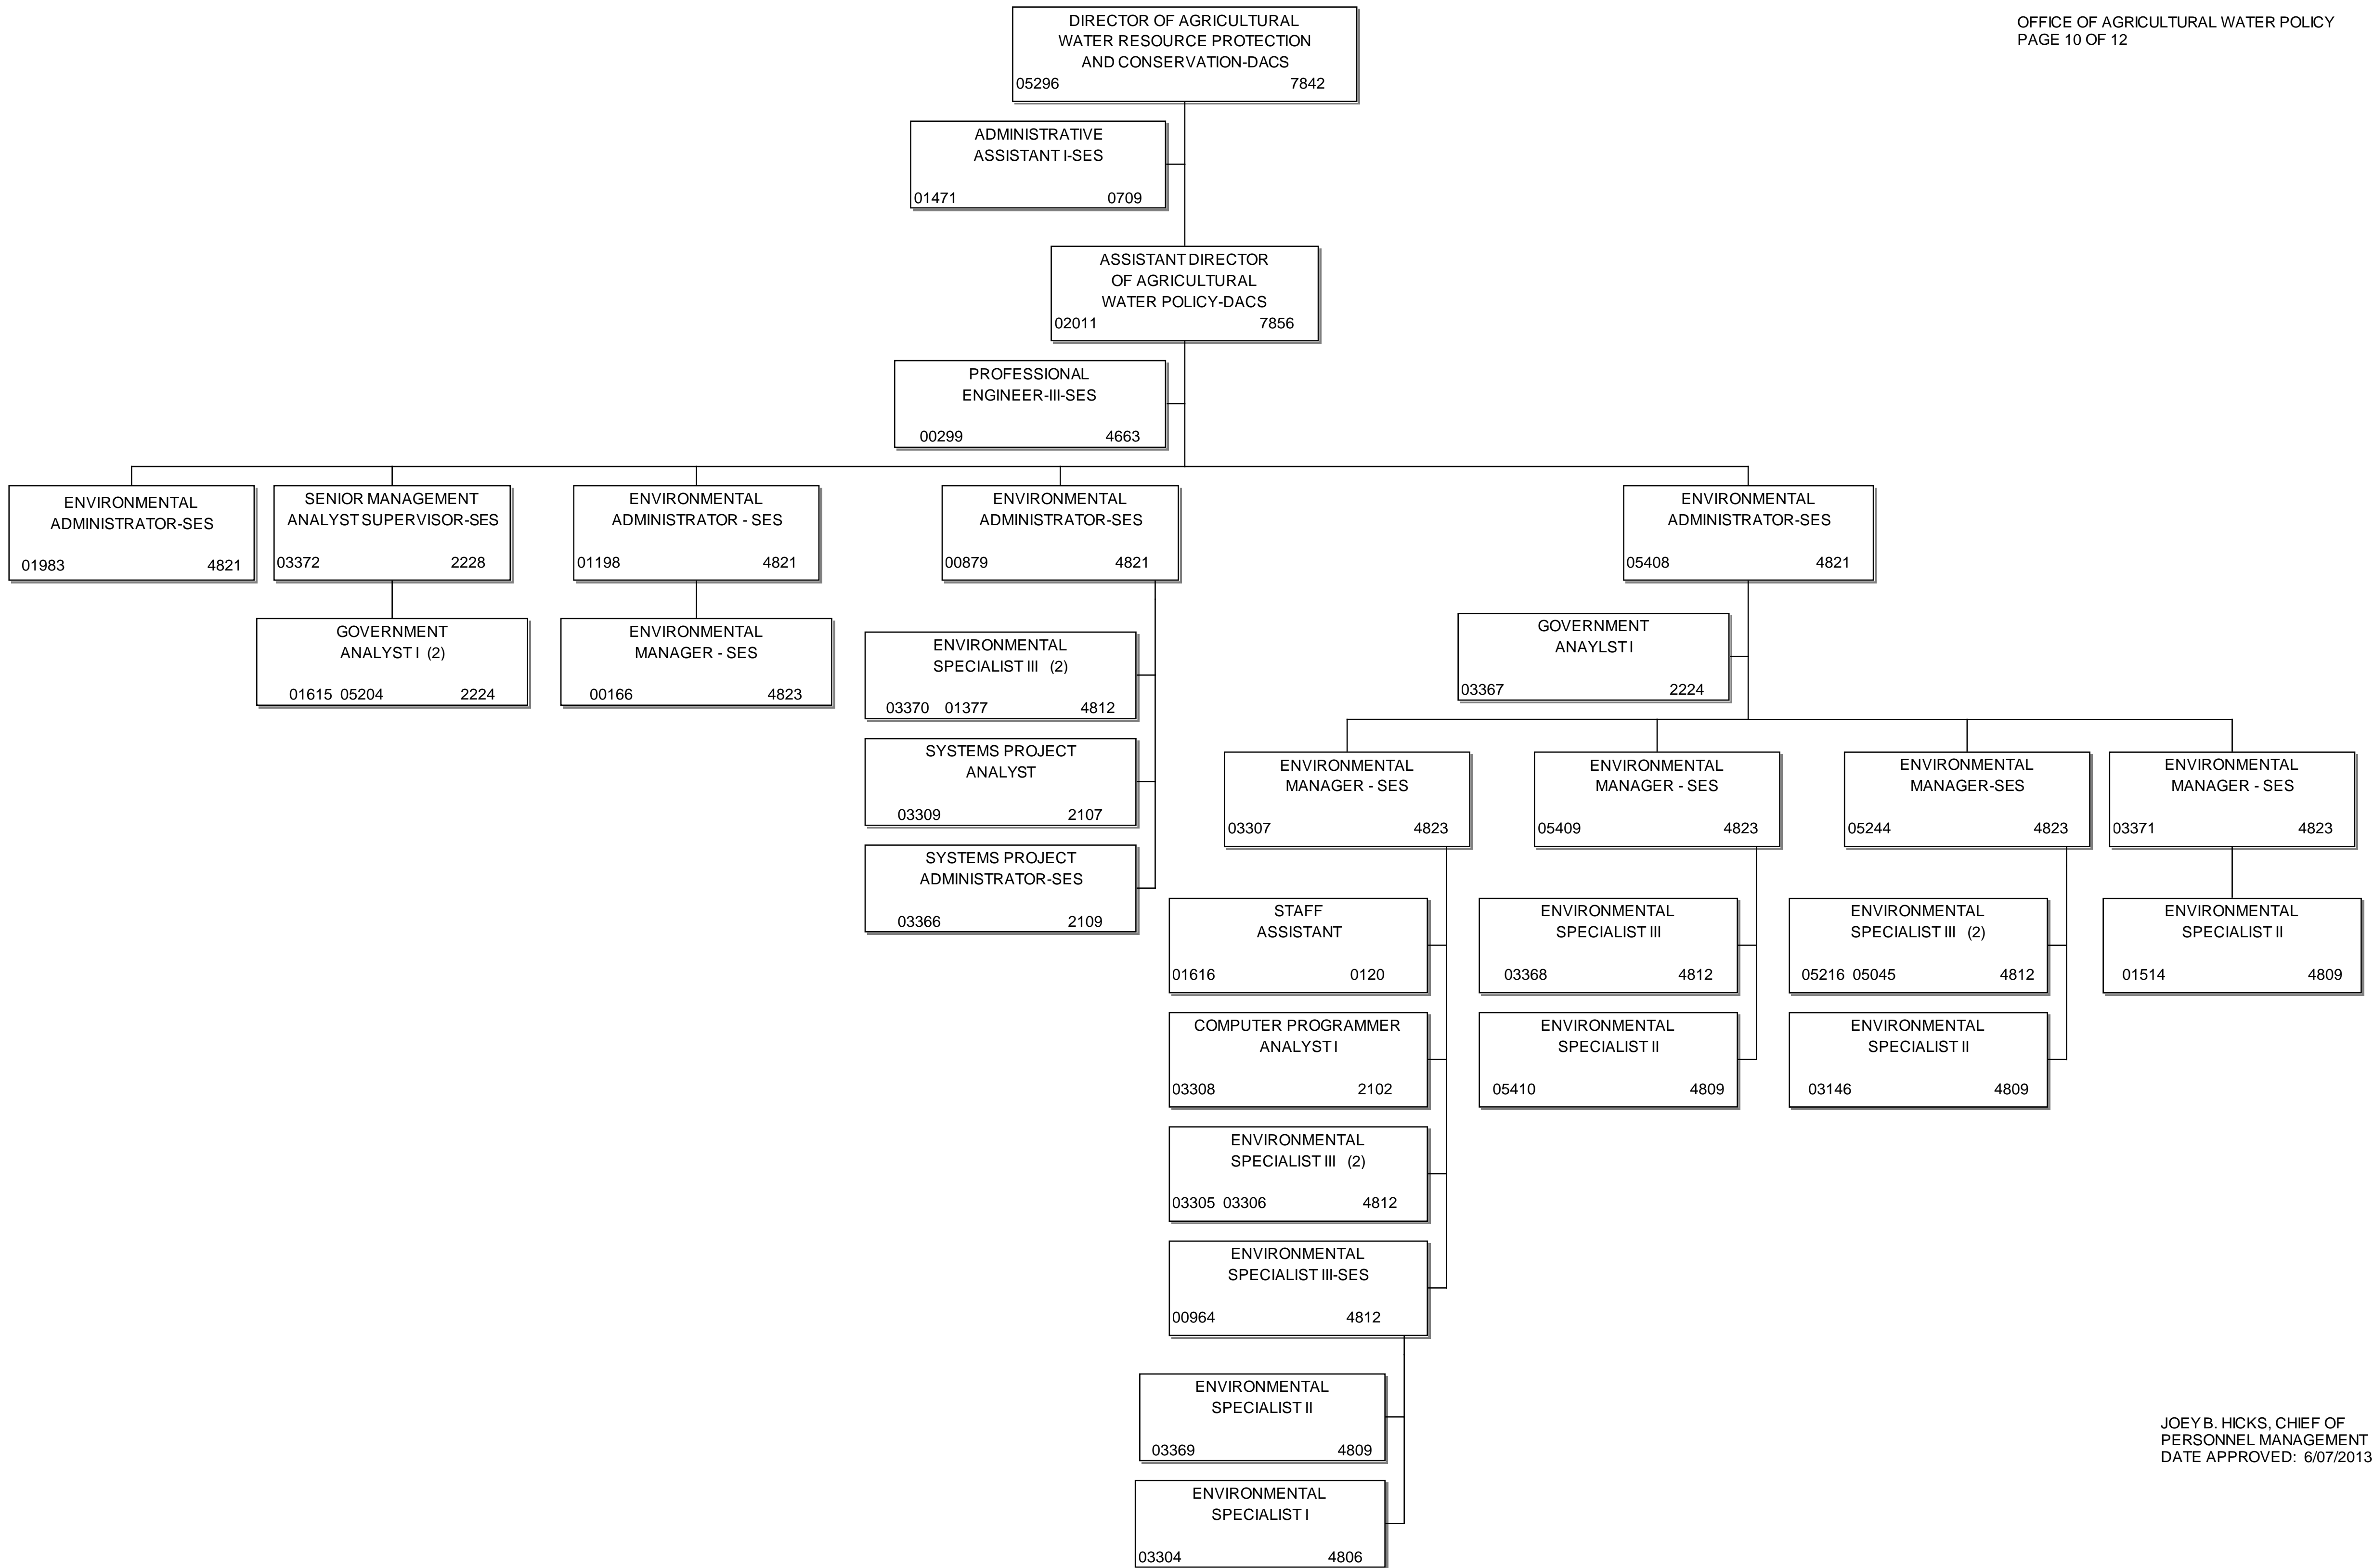 OFFICE OF AGRICULTURAL WATER POLICY
PAGE 10 OF 12
DIRECTOR OF AGRICULTURAL
WATER RESOURCE PROTECTION
AND CONSERVATION-DACS
05296 7842
ADMINISTRATIVE
ASSISTANT I-SES
01471 0709
ASSISTANT DIRECTOR
OF AGRICULTURAL
WATER POLICY-DACS
02011 7856
PROFESSIONAL
ENGINEER-III-SES
00299 4663
ENVIRONMENTAL
ADMINISTRATOR-SES
01983 4821
SENIOR MANAGEMENT
ANALYST SUPERVISOR-SES
03372 2228
ENVIRONMENTAL
ADMINISTRATOR - SES
01198 4821
ENVIRONMENTAL
ADMINISTRATOR-SES
00879 4821
ENVIRONMENTAL
ADMINISTRATOR-SES
05408 4821
GOVERNMENT
ANALYST I (2)
01615 05204 2224
ENVIRONMENTAL
MANAGER - SES
00166 4823
ENVIRONMENTAL
SPECIALIST III (2)
03370 01377 4812
SYSTEMS PROJECT
ANALYST
03309 2107
SYSTEMS PROJECT
ADMINISTRATOR-SES
03366 2109
GOVERNMENT
ANAYLST I
03367 2224
ENVIRONMENTAL
MANAGER - SES
03307 4823
ENVIRONMENTAL
MANAGER - SES
05409 4823
ENVIRONMENTAL
MANAGER-SES
05244 4823
ENVIRONMENTAL
MANAGER - SES
03371 4823
STAFF
ASSISTANT
01616 0120
COMPUTER PROGRAMMER
ANALYST I
03308 2102
ENVIRONMENTAL
SPECIALIST III (2)
03305 03306 4812
ENVIRONMENTAL
SPECIALIST III-SES
00964 4812
ENVIRONMENTAL
SPECIALIST II
03369 4809
ENVIRONMENTAL
SPECIALIST I
03304 4806
ENVIRONMENTAL
SPECIALIST III
03368 4812
ENVIRONMENTAL
SPECIALIST II
05410 4809
ENVIRONMENTAL
SPECIALIST III (2)
05216 05045 4812
ENVIRONMENTAL
SPECIALIST II
03146 4809
ENVIRONMENTAL
SPECIALIST II
01514 4809
JOEY B. HICKS, CHIEF OF
PERSONNEL MANAGEMENT
DATE APPROVED: 6/07/2013